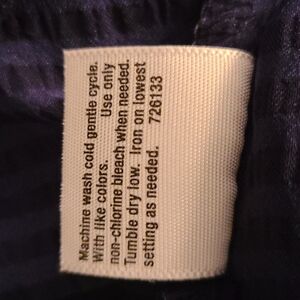 Machine wash cold gentle cycle.
With like colors. Use only
non-chlorine bleach when needed.
Tumble dry low. Iron on lowest
setting as needed. 726133